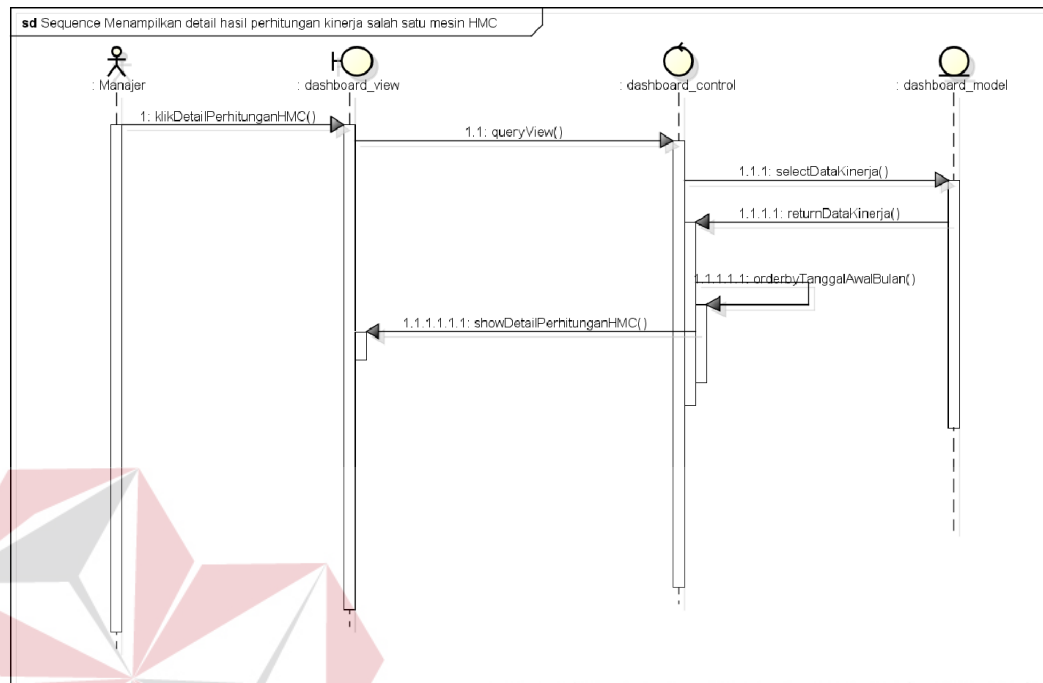 sd Sequence Menampilkan detail hasil perhitungan kinerja salah satu mesin HMC
: Manajer
: dashboard_view
: dashboard_control
: dashboard_model
1: klikDetailPerhitunganHMC()
1.1: queryView()
1.1.1: selectDataKinerja()
1.1.1.1: returnDataKinerja()
1.1.1.1.1: orderbyTanggalAwalBulan()
1.1.1.1.1.1: showDetailPerhitunganHMC()